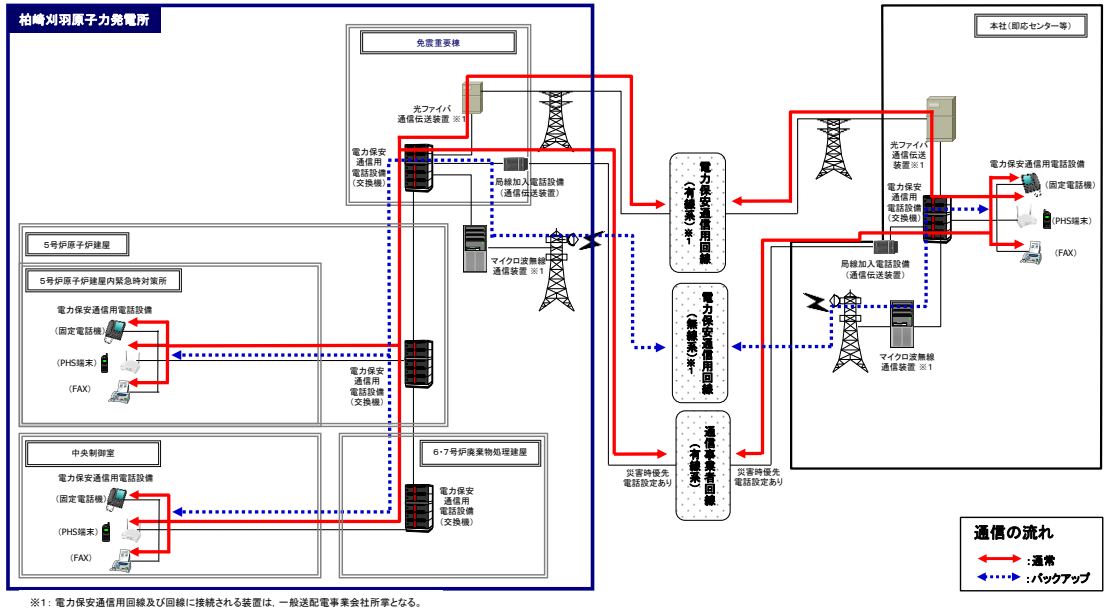 柏崎刈羽原子力発電所
免震重要棟
光ファイバ
通信伝送装置 ※1
電力保安
通信用
電話設備
(交換機)
局線加入電話設備
(通信伝送装置)
マイクロ波無線
通信装置 ※1
5号炉原子炉建屋
5号炉原子炉建屋内緊急時対策所
電力保安通信用電話設備
(固定電話機)
(PHS端末)
(FAX)
電力保安
通信用
電話設備
(交換機)
中央制御室
電力保安通信用電話設備
(固定電話機)
(PHS端末)
(FAX)
6・7号炉廃棄物処理建屋
電力保安
通信用
電話設備
(交換機)
電力保安通信用回線
(有線系)※1
電力保安通信用回線
(無線系)※1
通信事業者回線
(有線系)
災害時優先
電話設定あり
災害時優先
電話設定あり
本社(即応センター等)
光ファイバ
通信伝送
装置※1
電力保安
通信用
電話設備
(交換機)
電力保安通信用電話設備
(固定電話機)
(PHS端末)
(FAX)
局線加入電話設備
(通信伝送装置)
マイクロ波無線
通信装置 ※1
通信の流れ
:通常
:バックアップ
※1: 電力保安通信用回線及び回線に接続される装置は, 一般送配電事業会社所掌となる。